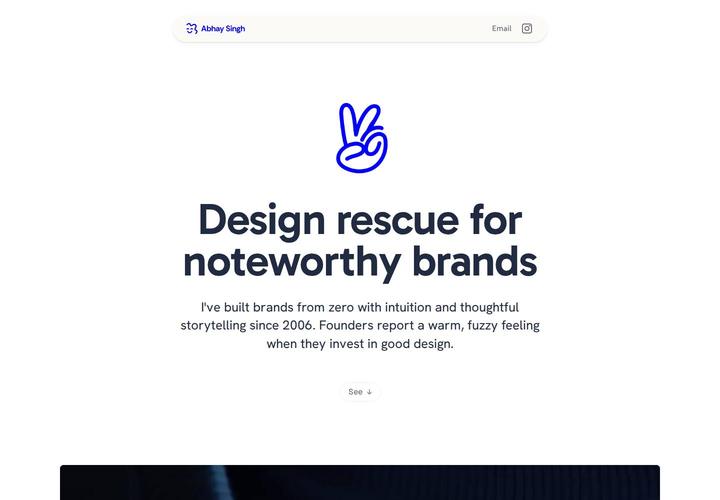 Abhay Singh
Email
Design rescue for
noteworthy brands
I've built brands from zero with intuition and thoughtful
storytelling since 2006. Founders report a warm, fuzzy feeling
when they invest in good design.
See ↓